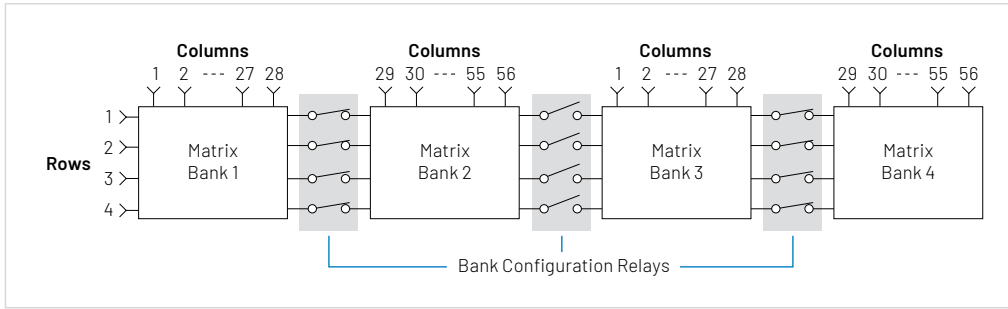 Columns Columns Columns Columns
1 2 --- 27 28 29 30 --- 55 56 1 2 --- 27 28 29 30 --- 55 56
1
2
Rows
3
4
Matrix
Bank 1
Matrix
Bank 2
Matrix
Bank 3
Matrix
Bank 4
Bank Configuration Relays